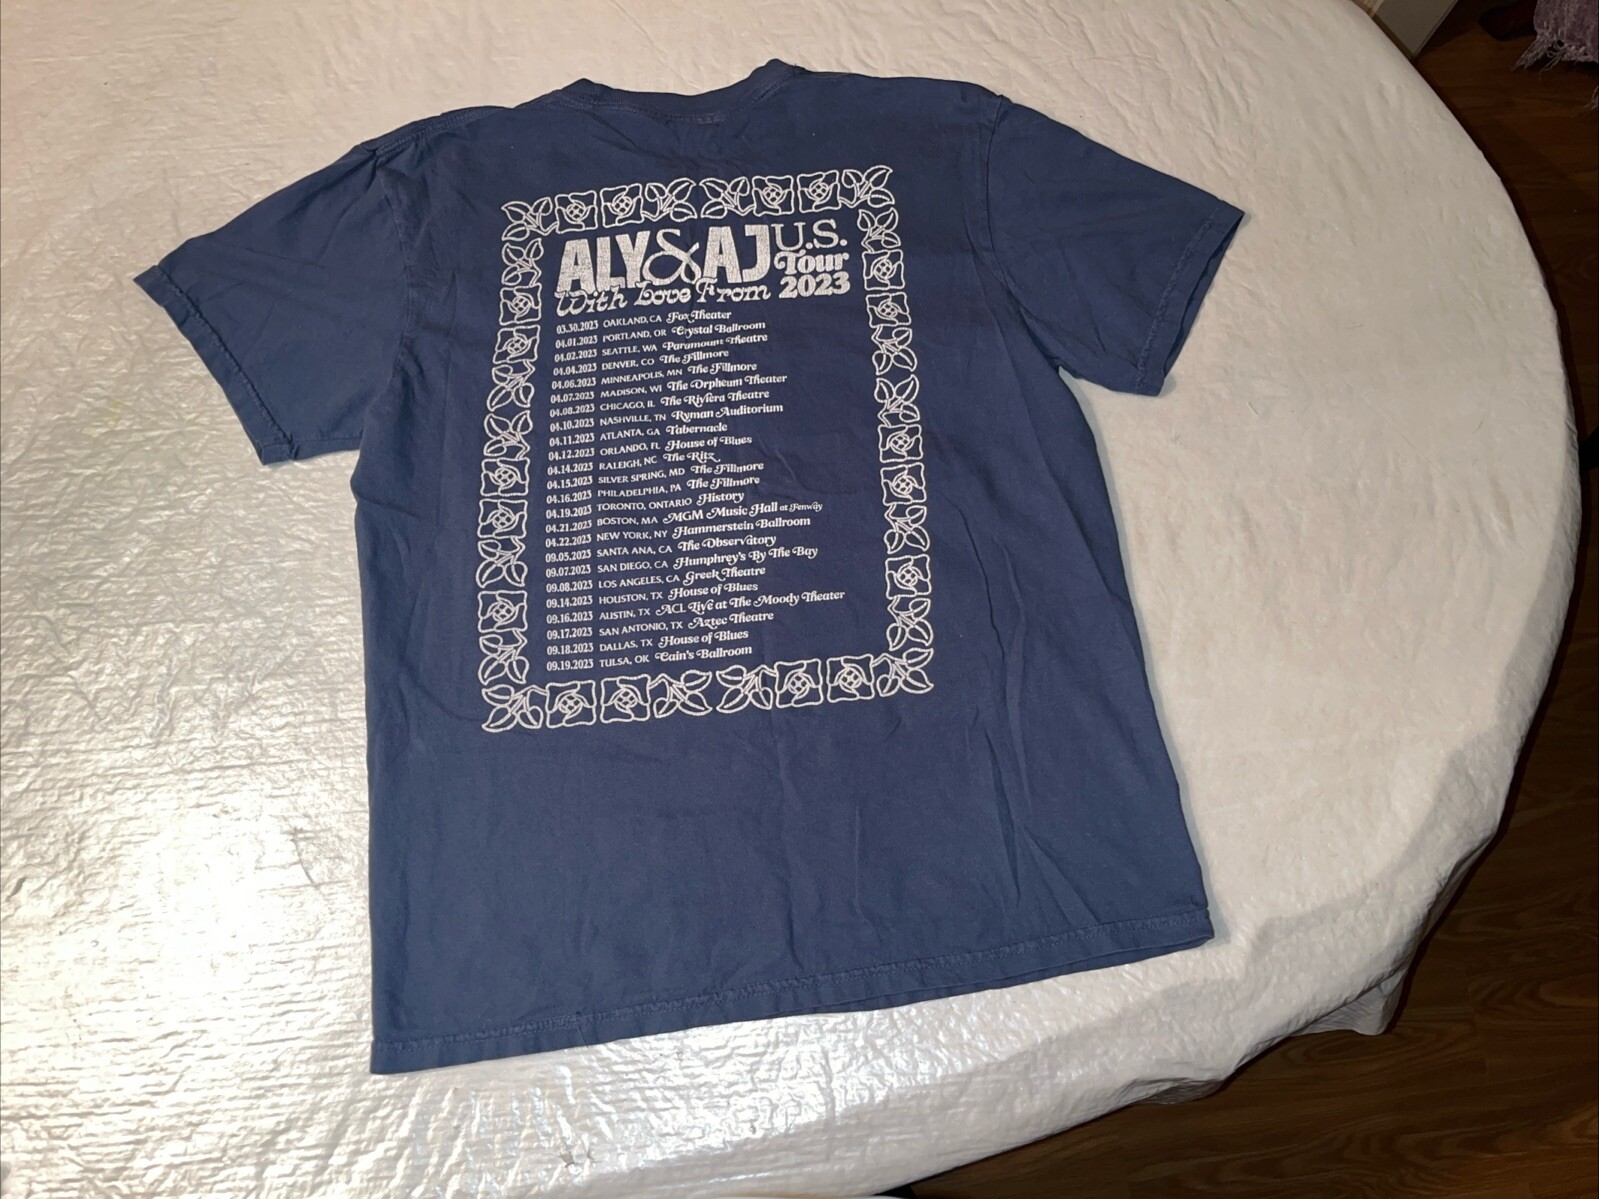 ALY & AJ U.S. Tour 2023
With Love From
03.30.2023 OAKLAND, CA Fox Theater
04.01.2023 PORTLAND, OR Crystal Ballroom
04.02.2023 SEATTLE, WA Paramount Theatre
04.04.2023 DENVER, CO The Fillmore
04.06.2023 MINNEAPOLIS, MN The Fillmore
04.07.2023 MADISON, WI The Orpheum Theater
04.08.2023 CHICAGO, IL The Riviera Theatre
04.10.2023 NASHVILLE, TN Ryman Auditorium
04.11.2023 ATLANTA, GA Tabernacle
04.12.2023 ORLANDO, FL House of Blues
04.14.2023 RALEIGH, NC The Ritz
04.15.2023 SILVER SPRING, MD The Fillmore
04.16.2023 PHILADELPHIA, PA The Fillmore
04.19.2023 TORONTO, ONTARIO History
04.21.2023 BOSTON, MA MGM Music Hall at Fenway
04.22.2023 NEW YORK, NY Hammerstein Ballroom
09.05.2023 SANTA ANA, CA The Observatory
09.07.2023 SAN DIEGO, CA Humphrey's By The Bay
09.08.2023 LOS ANGELES, CA Greek Theatre
09.14.2023 HOUSTON, TX House of Blues
09.16.2023 AUSTIN, TX ACL Live at The Moody Theater
09.17.2023 SAN ANTONIO, TX Aztec Theatre
09.18.2023 DALLAS, TX House of Blues
09.19.2023 TULSA, OK Cain's Ballroom